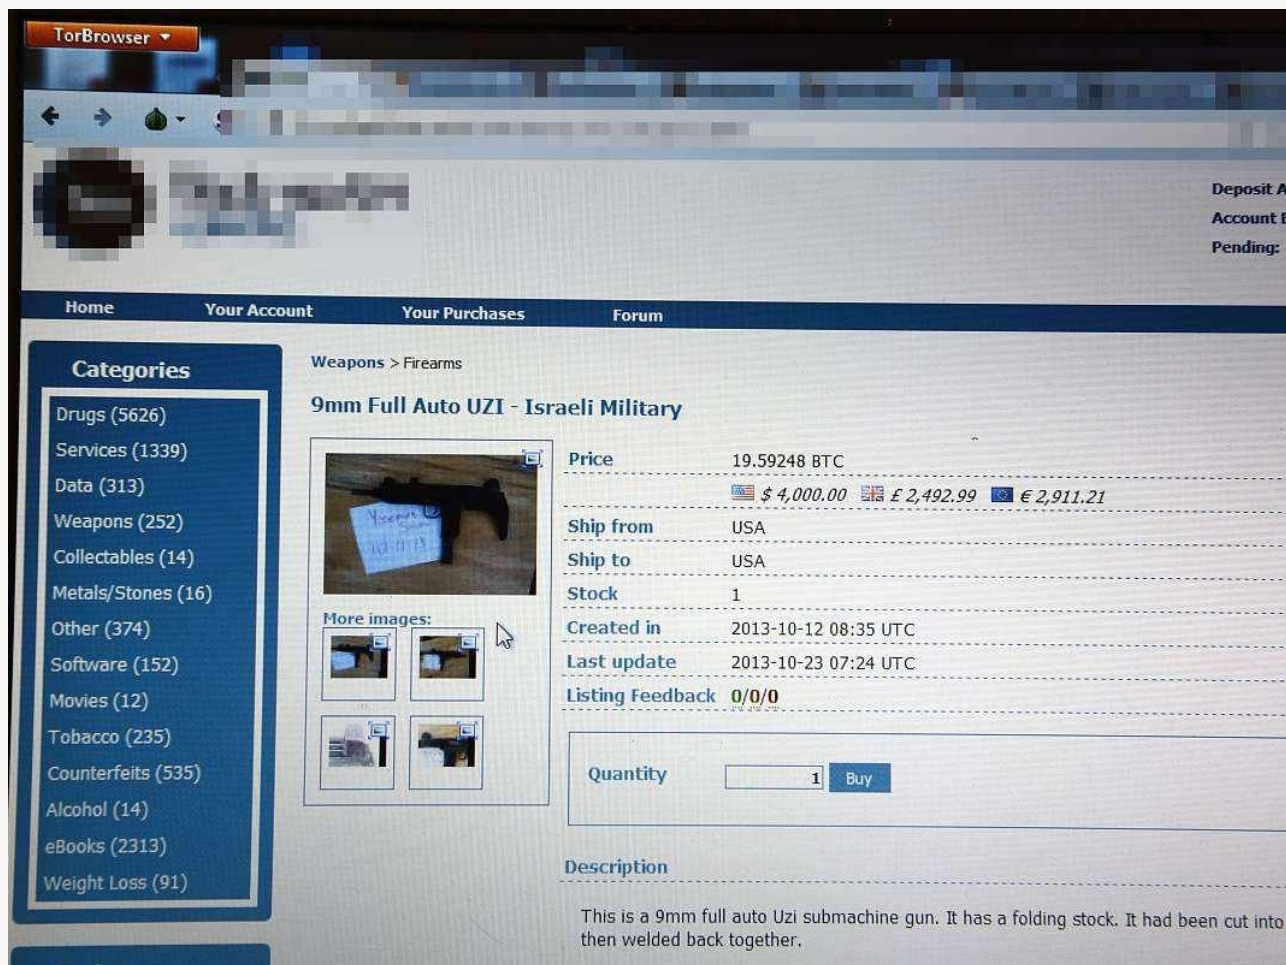 TorBrowser
Deposit A
Account B
Pending:
Home Your Account Your Purchases Forum
Categories
Drugs (5626)
Services (1339)
Data (313)
Weapons (252)
Collectables (14)
Metals/Stones (16)
Other (374)
Software (152)
Movies (12)
Tobacco (235)
Counterfeits (535)
Alcohol (14)
eBooks (2313)
Weight Loss (91)
Weapons > Firearms
9mm Full Auto UZI - Israeli Military
More images:
Price 19.59248 BTC
$ 4,000.00 £ 2,492.99 € 2,911.21
Ship from USA
Ship to USA
Stock 1
Created in 2013-10-12 08:35 UTC
Last update 2013-10-23 07:24 UTC
Listing Feedback 0/0/0
Quantity 1 Buy
Description
This is a 9mm full auto Uzi submachine gun. It has a folding stock. It had been cut into
then welded back together.